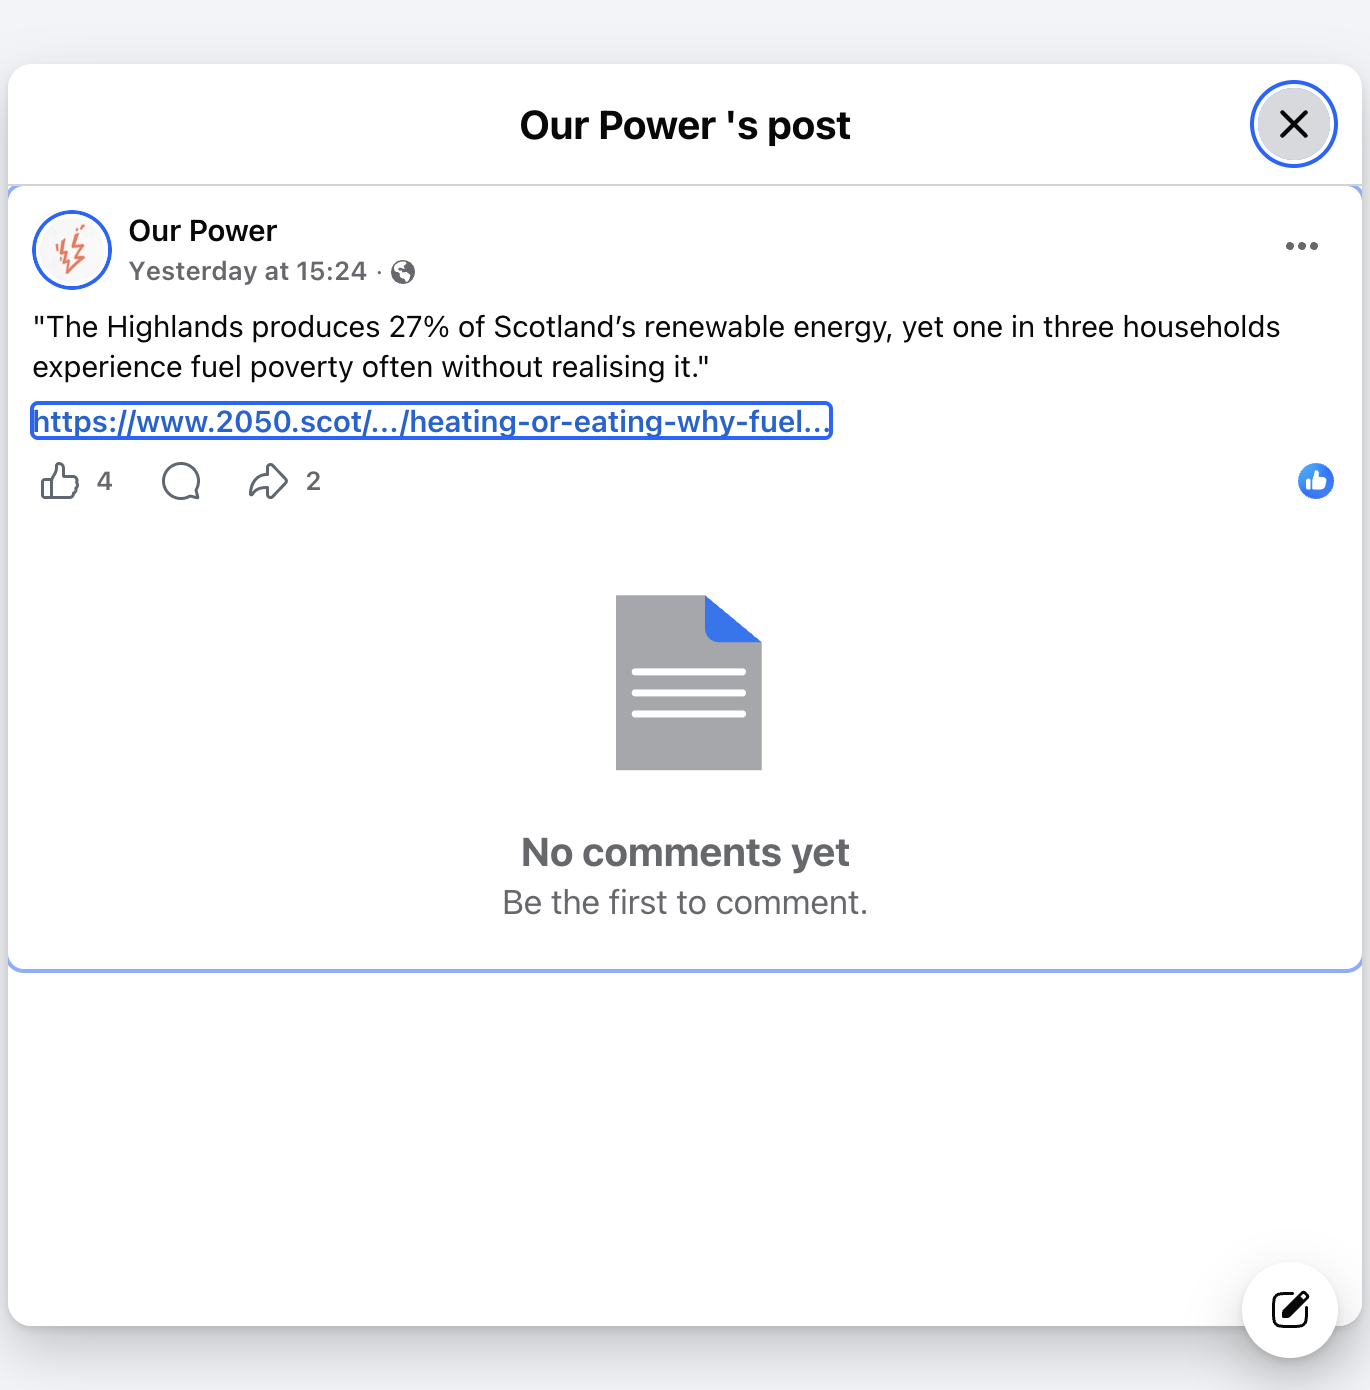 Our Power 's post
Our Power
Yesterday at 15:24 ·
"The Highlands produces 27% of Scotland’s renewable energy, yet one in three households
experience fuel poverty often without realising it."
https://www.2050.scot/.../heating-or-eating-why-fuel...
4
2
No comments yet
Be the first to comment.